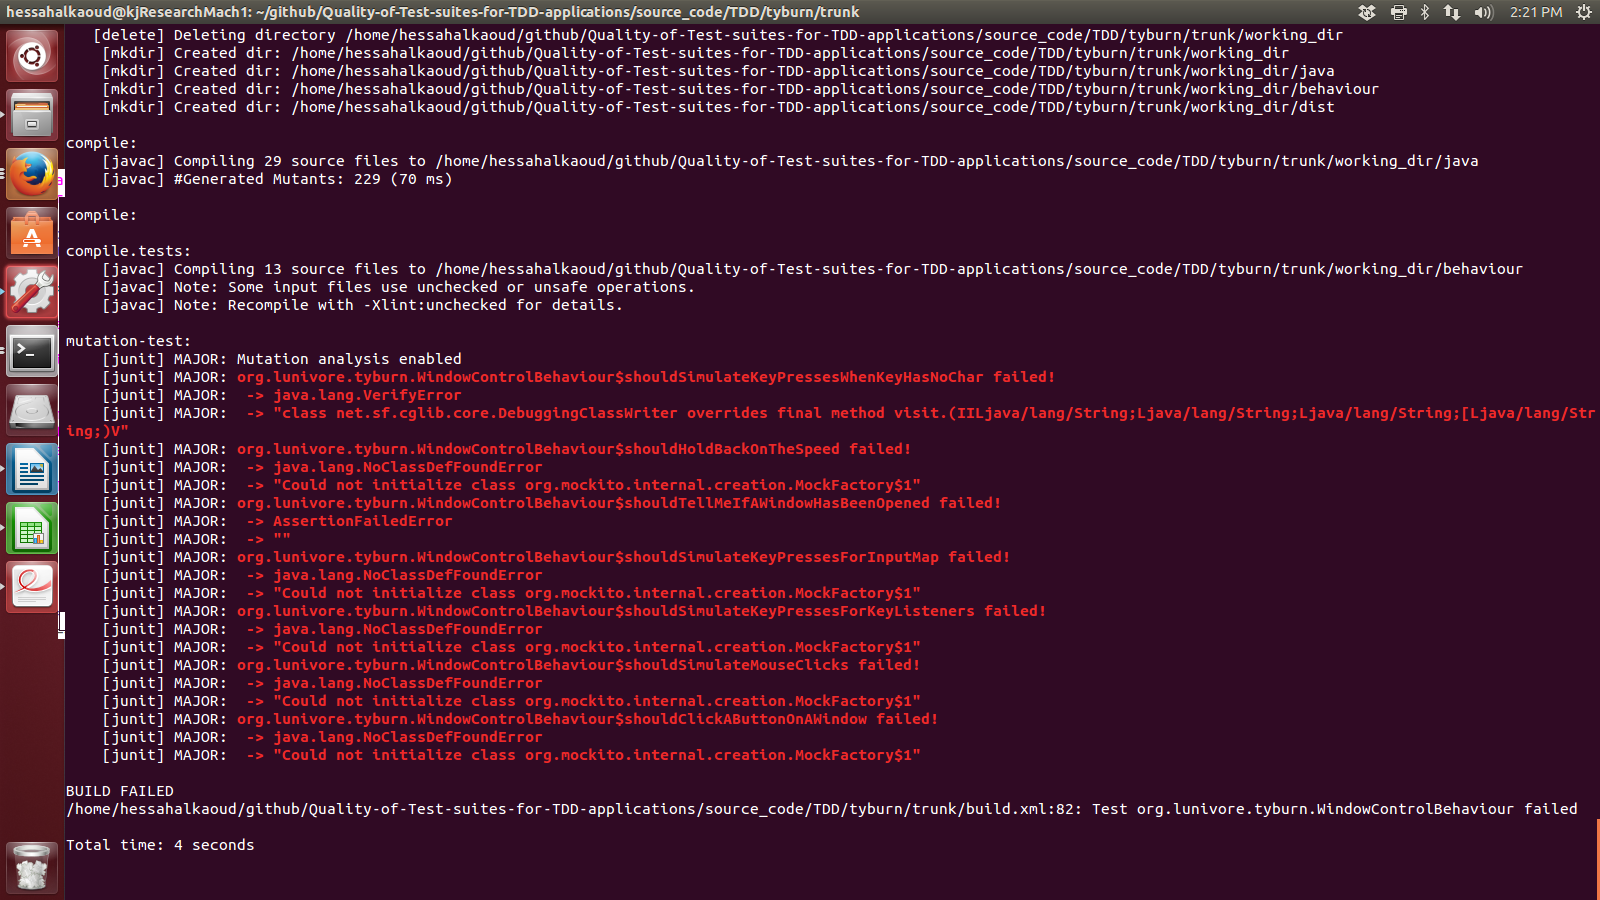 hessahalkaoud@kjResearchMach1: ~/github/Quality-of-Test-suites-for-TDD-applications/source_code/TDD/tyburn/trunk
2:21 PM
[delete] Deleting directory /home/hessahalkaoud/github/Quality-of-Test-suites-for-TDD-applications/source_code/TDD/tyburn/trunk/working_dir
[mkdir] Created dir: /home/hessahalkaoud/github/Quality-of-Test-suites-for-TDD-applications/source_code/TDD/tyburn/trunk/working_dir
[mkdir] Created dir: /home/hessahalkaoud/github/Quality-of-Test-suites-for-TDD-applications/source_code/TDD/tyburn/trunk/working_dir/java
[mkdir] Created dir: /home/hessahalkaoud/github/Quality-of-Test-suites-for-TDD-applications/source_code/TDD/tyburn/trunk/working_dir/behaviour
[mkdir] Created dir: /home/hessahalkaoud/github/Quality-of-Test-suites-for-TDD-applications/source_code/TDD/tyburn/trunk/working_dir/dist
compile:
[javac] Compiling 29 source files to /home/hessahalkaoud/github/Quality-of-Test-suites-for-TDD-applications/source_code/TDD/tyburn/trunk/working_dir/java
[javac] #Generated Mutants: 229 (70 ms)
compile:
compile.tests:
[javac] Compiling 13 source files to /home/hessahalkaoud/github/Quality-of-Test-suites-for-TDD-applications/source_code/TDD/tyburn/trunk/working_dir/behaviour
[javac] Note: Some input files use unchecked or unsafe operations.
[javac] Note: Recompile with -Xlint:unchecked for details.
mutation-test:
[junit] MAJOR: Mutation analysis enabled
[junit] MAJOR: org.lunivore.tyburn.WindowControlBehaviour$shouldSimulateKeyPressesWhenKeyHasNoChar failed!
[junit] MAJOR:  -> java.lang.VerifyError
[junit] MAJOR:  -> "class net.sf.cglib.core.DebuggingClassWriter overrides final method visit.(IILjava/lang/String;Ljava/lang/String;Ljava/lang/String;[Ljava/lang/Str
ing;)V"
[junit] MAJOR: org.lunivore.tyburn.WindowControlBehaviour$shouldHoldBackOnTheSpeed failed!
[junit] MAJOR:  -> java.lang.NoClassDefFoundError
[junit] MAJOR:  -> "Could not initialize class org.mockito.internal.creation.MockFactory$1"
[junit] MAJOR: org.lunivore.tyburn.WindowControlBehaviour$shouldTellMeIfAWindowHasBeenOpened failed!
[junit] MAJOR:  -> AssertionFailedError
[junit] MAJOR:  -> ""
[junit] MAJOR: org.lunivore.tyburn.WindowControlBehaviour$shouldSimulateKeyPressesForInputMap failed!
[junit] MAJOR:  -> java.lang.NoClassDefFoundError
[junit] MAJOR:  -> "Could not initialize class org.mockito.internal.creation.MockFactory$1"
[junit] MAJOR: org.lunivore.tyburn.WindowControlBehaviour$shouldSimulateKeyPressesForKeyListeners failed!
[junit] MAJOR:  -> java.lang.NoClassDefFoundError
[junit] MAJOR:  -> "Could not initialize class org.mockito.internal.creation.MockFactory$1"
[junit] MAJOR: org.lunivore.tyburn.WindowControlBehaviour$shouldSimulateMouseClicks failed!
[junit] MAJOR:  -> java.lang.NoClassDefFoundError
[junit] MAJOR:  -> "Could not initialize class org.mockito.internal.creation.MockFactory$1"
[junit] MAJOR: org.lunivore.tyburn.WindowControlBehaviour$shouldClickAButtonOnAWindow failed!
[junit] MAJOR:  -> java.lang.NoClassDefFoundError
[junit] MAJOR:  -> "Could not initialize class org.mockito.internal.creation.MockFactory$1"
BUILD FAILED
/home/hessahalkaoud/github/Quality-of-Test-suites-for-TDD-applications/source_code/TDD/tyburn/trunk/build.xml:82: Test org.lunivore.tyburn.WindowControlBehaviour failed
Total time: 4 seconds